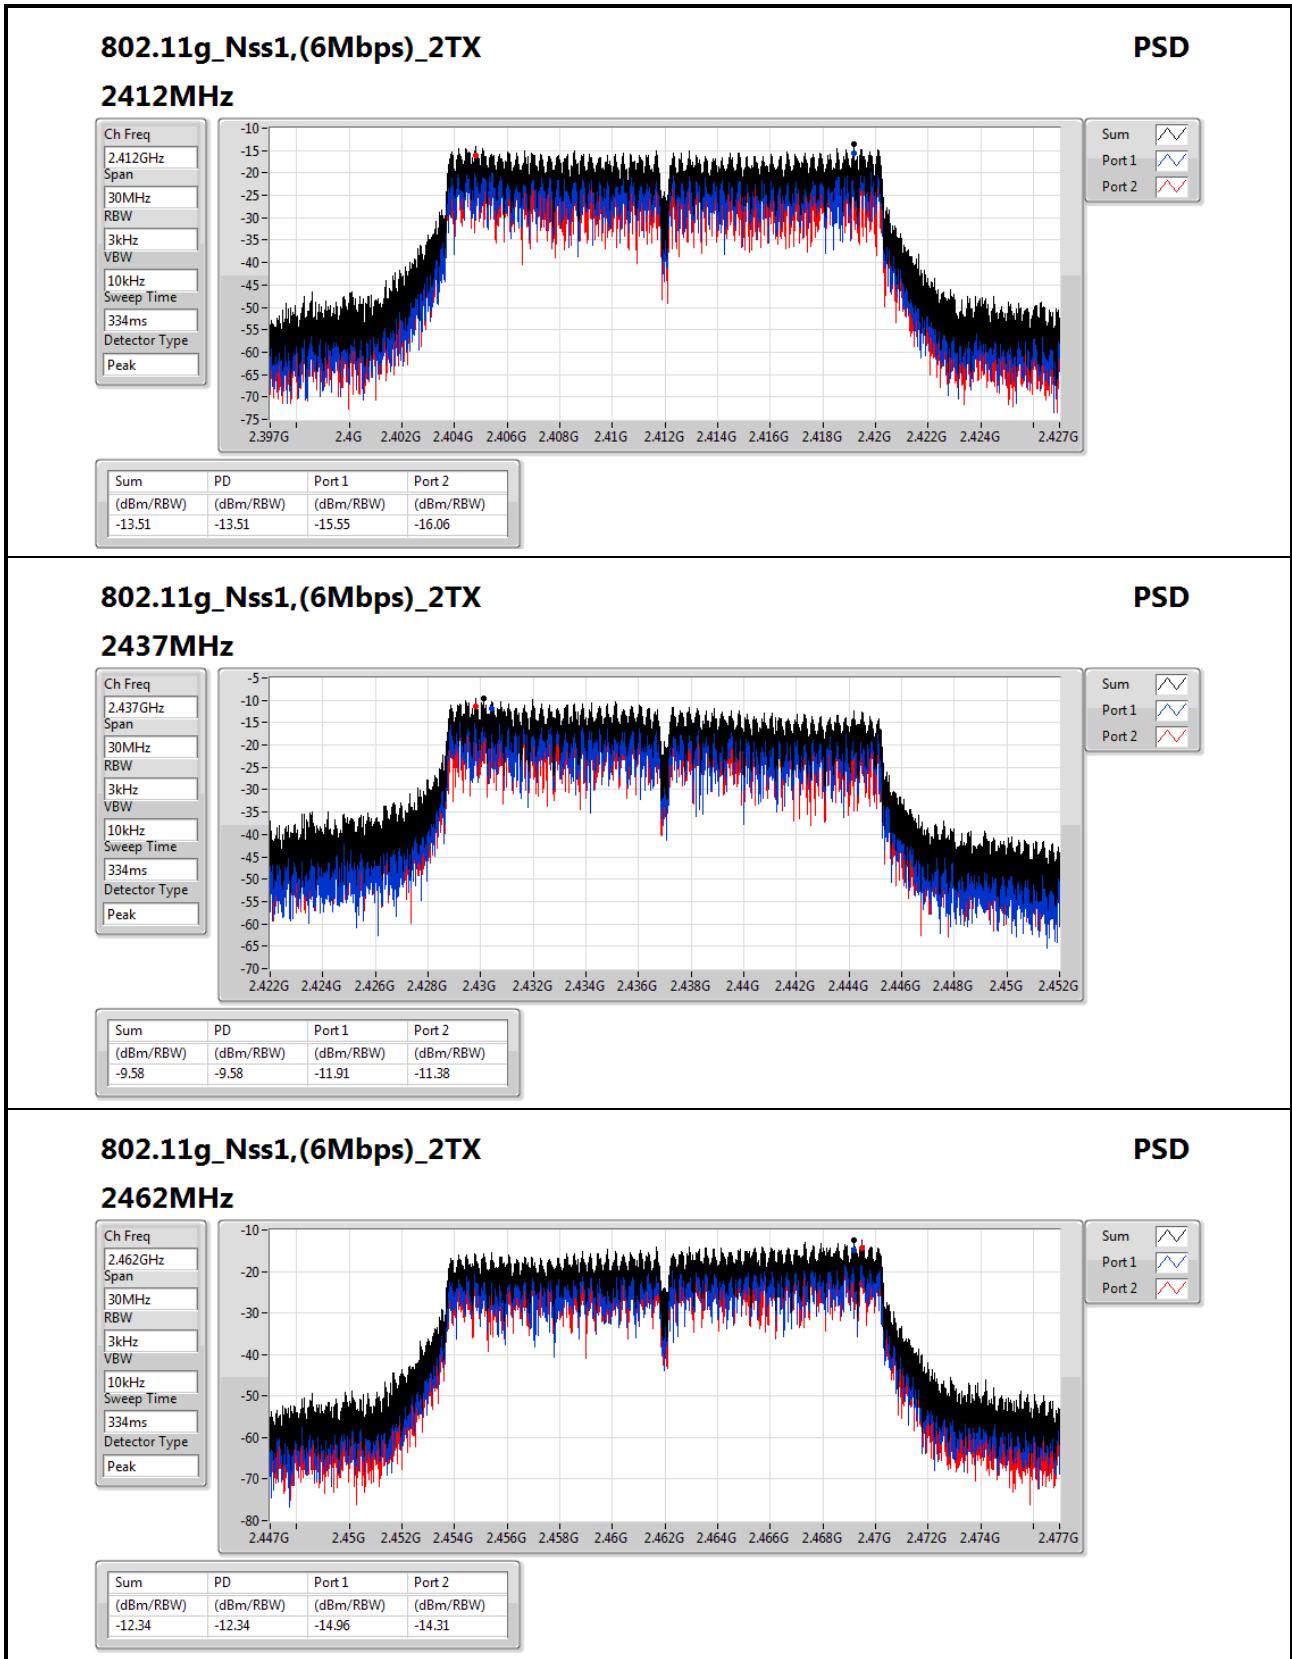 802.11g_Nss1,(6Mbps)_2TX PSD
2412MHz
Ch Freq
2.412GHz
Span
30MHz
RBW
3kHz
VBW
10kHz
Sweep Time
334ms
Detector Type
Peak
-10
-15
-20
-25
-30
-35
-40
-45
-50
-55
-60
-65
-70
-75
2.397G 2.4G 2.402G 2.404G 2.406G 2.408G 2.41G 2.412G 2.414G 2.416G 2.418G 2.42G 2.422G 2.424G 2.427G
Sum
Port 1
Port 2
Sum PD Port 1 Port 2
(dBm/RBW) (dBm/RBW) (dBm/RBW) (dBm/RBW)
-13.51 -13.51 -15.55 -16.06
802.11g_Nss1,(6Mbps)_2TX PSD
2437MHz
Ch Freq
2.437GHz
Span
30MHz
RBW
3kHz
VBW
10kHz
Sweep Time
334ms
Detector Type
Peak
-5
-10
-15
-20
-25
-30
-35
-40
-45
-50
-55
-60
-65
-70
2.422G 2.424G 2.426G 2.428G 2.43G 2.432G 2.434G 2.436G 2.438G 2.44G 2.442G 2.444G 2.446G 2.448G 2.45G 2.452G
Sum
Port 1
Port 2
Sum PD Port 1 Port 2
(dBm/RBW) (dBm/RBW) (dBm/RBW) (dBm/RBW)
-9.58 -9.58 -11.91 -11.38
802.11g_Nss1,(6Mbps)_2TX PSD
2462MHz
Ch Freq
2.462GHz
Span
30MHz
RBW
3kHz
VBW
10kHz
Sweep Time
334ms
Detector Type
Peak
-10
-20
-30
-40
-50
-60
-70
-80
2.447G 2.45G 2.452G 2.454G 2.456G 2.458G 2.46G 2.462G 2.464G 2.466G 2.468G 2.47G 2.472G 2.474G 2.477G
Sum
Port 1
Port 2
Sum PD Port 1 Port 2
(dBm/RBW) (dBm/RBW) (dBm/RBW) (dBm/RBW)
-12.34 -12.34 -14.96 -14.31